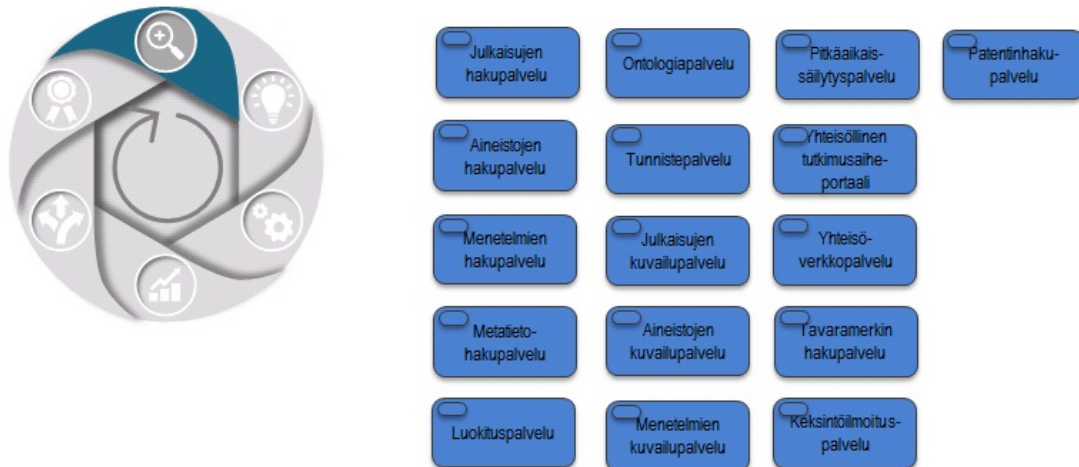 Julkaisujen
hakupalvelu
Ontologiapalvelu
Pitkäaikais-
säilytyspalvelu
Patentinhaku-
palvelu
Aineistojen
hakupalvelu
Tunnistepalvelu
Yhteisöllinen
tutkimusaihe-
portaali
Menetelmien
hakupalvelu
Julkaisujen
kuvailupalvelu
Yhteisö-
verkkopalvelu
Metatieto-
hakupalvelu
Aineistojen
kuvailupalvelu
Tavaramerkin
hakupalvelu
Luokituspalvelu
Menetelmien
kuvailupalvelu
Keksintöilmoitus-
palvelu